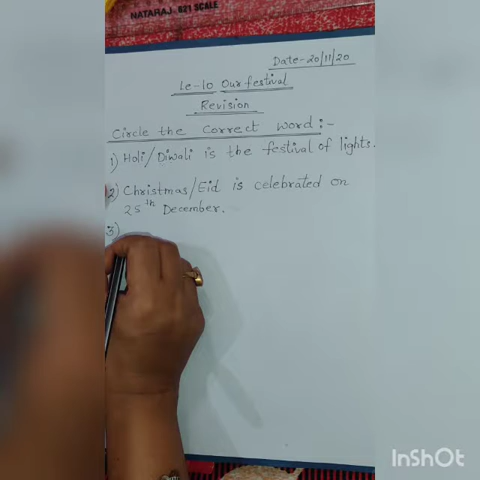 NATARAJ-621 SCALE
Date-20/11/20
Le-10 Our festival
Revision
Circle the Correct word:-
1) Holi/Diwali is the festival of lights.
2) Christmas/Eid is celebrated on
25th December.
3)
InShOt